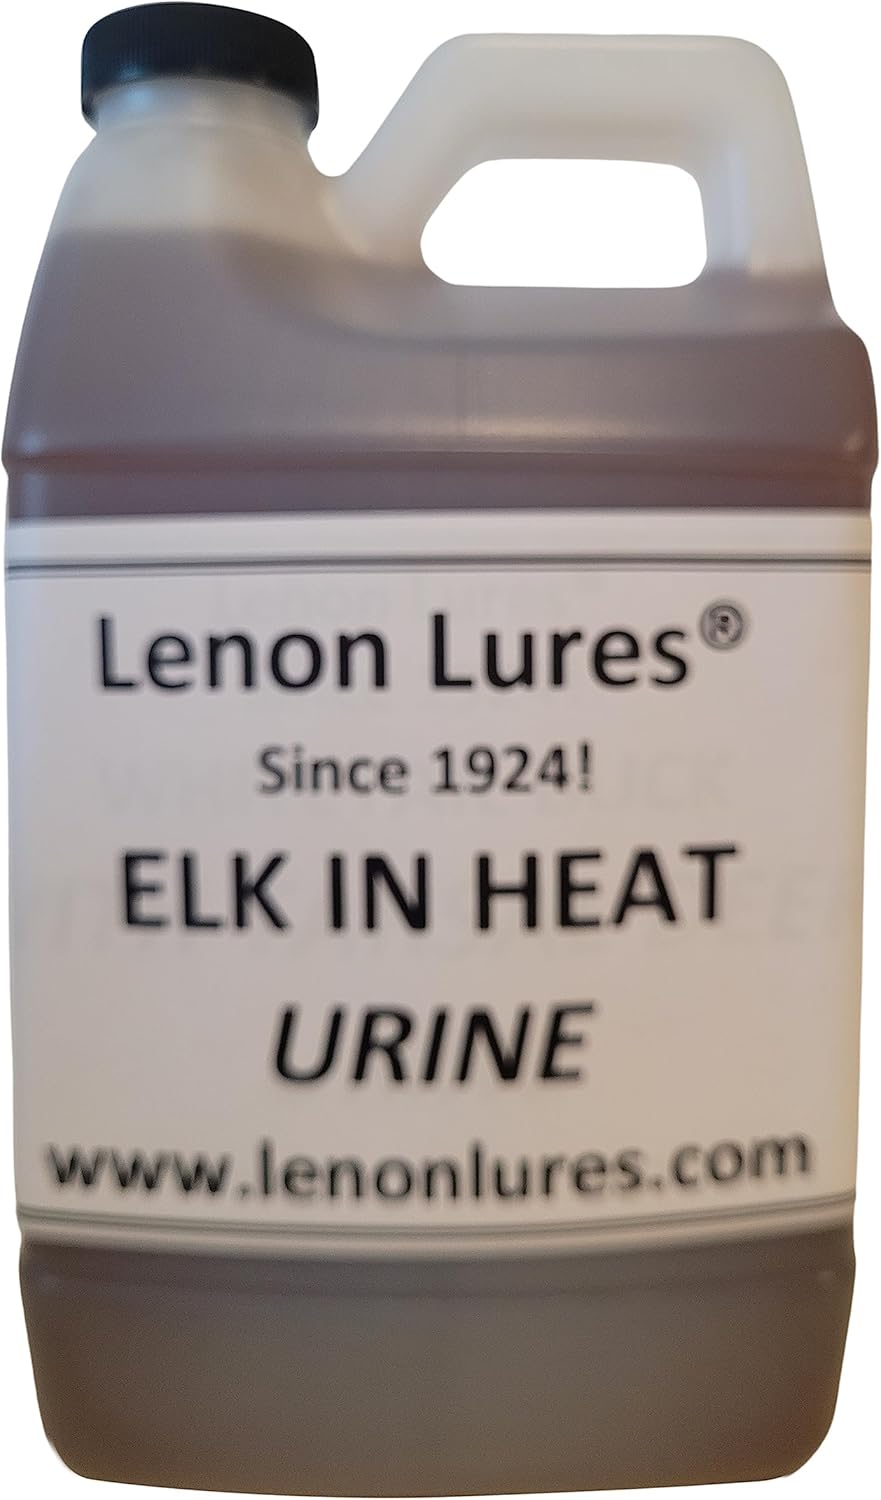 Lenon Lures®
Since 1924!
ELK IN HEAT
URINE
www.lenonlures.com